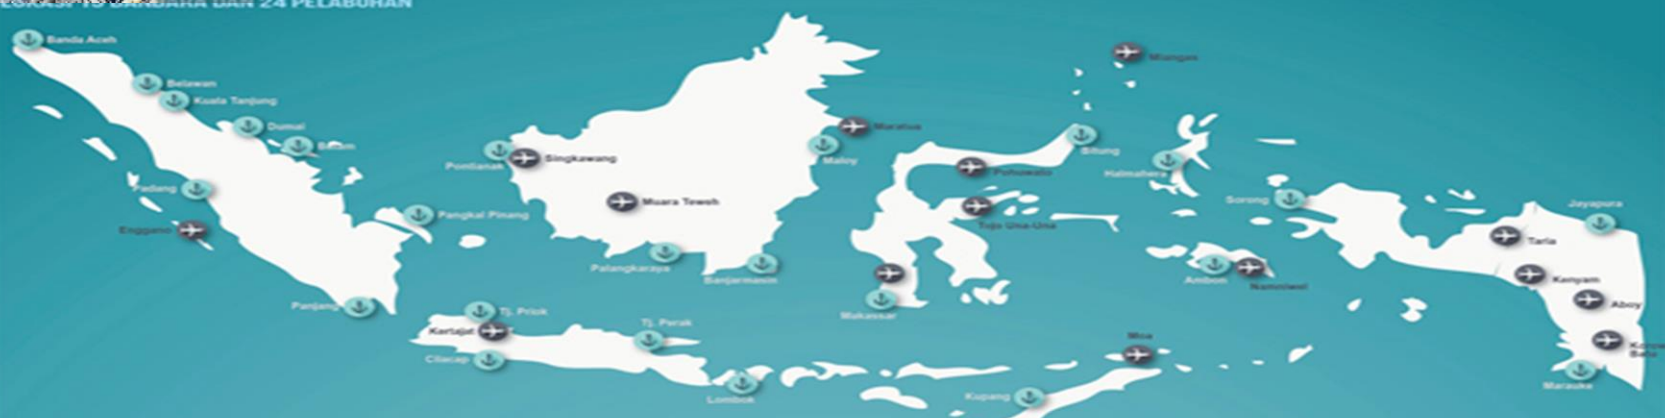 LOKASI 15 BANDARA DAN 24 PELABUHAN
Banda Aceh
Miangas
Belawan
Kuala Tanjung
Dumai
Maratua
Batam
Bitung
Pontianak
Singkawang
Maloy
Pohuwato
Halmahera
Padang
Muara Teweh
Sorong
Jayapura
Pangkal Pinang
Enggano
Tojo Una-Una
Taria
Palangkaraya
Banjarmasin
Ambon
Namniwel
Kenyam
Panjang
Tj. Priok
Makassar
Aboy
Kertajati
Tj. Perak
Moa
Cilacap
Merauke
Lombok
Kupang